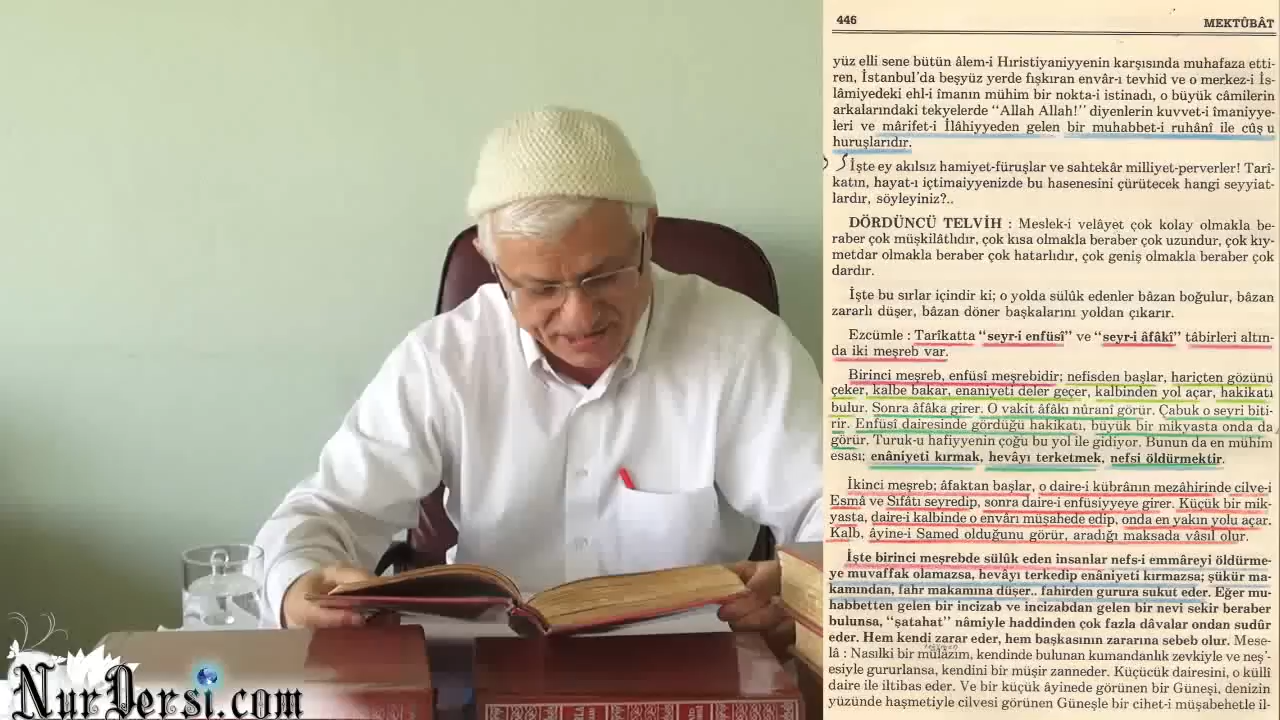 446
MEKTÛBÂT
yüz elli sene bütün âlem-i Hıristiyaniyyenin karşısında muhafaza etti-
ren, İstanbul'da beşyüz yerde fışkıran envâr-ı tevhid ve o merkez-i İs-
lâmiyedeki ehl-i îmanın mühim bir nokta-i istinadı, o büyük câmilerin
arkalarındaki tekyelerde "Allah Allah!" diyenlerin kuvvet-i îmaniyye-
leri ve mârifet-i İlâhiyyeden gelen bir muhabbet-i ruhânî ile cûş u
huruşlarıdır.
İşte ey akılsız hamiyet-füruşlar ve sahtekâr milliyet-perverler! Tarî-
katın, hayat-ı içtimaiyyenizde bu hasenesini çürütecek hangi seyyiat-
lardır, söyleyiniz?..
DÖRDÜNCÜ TELVİH : Meslek-i velâyet çok kolay olmakla be-
raber çok müşkilâtlıdır, çok kısa olmakla beraber çok uzundur, çok kıy-
metdar olmakla beraber çok hatarlıdır, çok geniş olmakla beraber çok
dardır.
İşte bu sırlar içindir ki; o yolda sülûk edenler bâzan boğulur, bâzan
zararlı düşer, bâzan döner başkalarını yoldan çıkarır.
Ezcümle : Tarîkatta "seyr-i enfüsî" ve "seyr-i âfâkî" tâbirleri altın-
da iki meşreb var.
Birinci meşreb, enfüsî meşrebidir; nefisden başlar, hariçten gözünü
çeker, kalbe bakar, enaniyeti deler geçer, kalbinden yol açar, hakikatı
bulur. Sonra âfâka girer. O vakit âfâkı nûranî görür. Çabuk o seyri biti-
rir. Enfüsî dairesinde gördüğü hakikatı, büyük bir mikyasta onda da
görür. Turuk-u hafiyyenin çoğu bu yol ile gidiyor. Bunun da en mühim
esası; enâniyeti kırmak, hevâyı terketmek, nefsi öldürmektir.
İkinci meşreb; âfaktan başlar, o daire-i kübrânın mezâhirinde cilve-i
Esmâ ve Sıfâtı seyredip, sonra daire-i enfüsiyyeye girer. Küçük bir mik-
yasta, daire-i kalbinde o envârı müşahede edip, onda en yakın yolu açar.
Kalb, âyine-i Samed olduğunu görür, aradığı maksada vâsıl olur.
İşte birinci meşrebde sülûk eden insanlar nefs-i emmâreyi öldürme-
ye muvaffak olamazsa, hevâyı terkedip enâniyeti kırmazsa; şükür ma-
kamından, fahr makamına düşer.. fahirden gurura sukut eder. Eğer mu-
habbetten gelen bir incizab ve incizabdan gelen bir nevi sekir beraber
bulunsa, "şatahat" nâmiyle haddinden çok fazla dâvalar ondan sudûr
eder. Hem kendi zarar eder, hem başkasının zararına sebeb olur. Mese-
lâ : Nasılki bir mülâzım, kendinde bulunan kumandanlık zevkiyle ve neş'-
esiyle gururlansa, kendini bir müşir zanneder. Küçücük dairesini, o küllî
daire ile iltibas eder. Ve bir küçük âyinede görünen bir Güneşi, denizin
yüzünde haşmetiyle cilvesi görünen Güneşle bir cihet-i müşabehetle il-
NurDersi.com